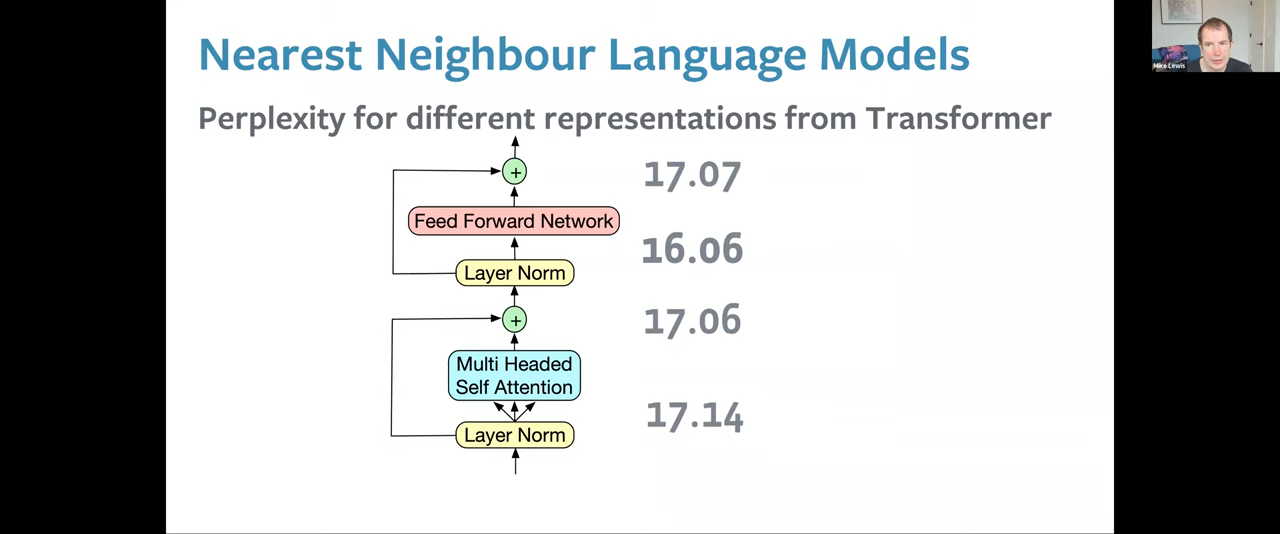 Nearest Neighbour Language Models
Mike Lewis
Perplexity for different representations from Transformer
+
17.07
Feed Forward Network
16.06
Layer Norm
+
17.06
Multi Headed
Self Attention
17.14
Layer Norm